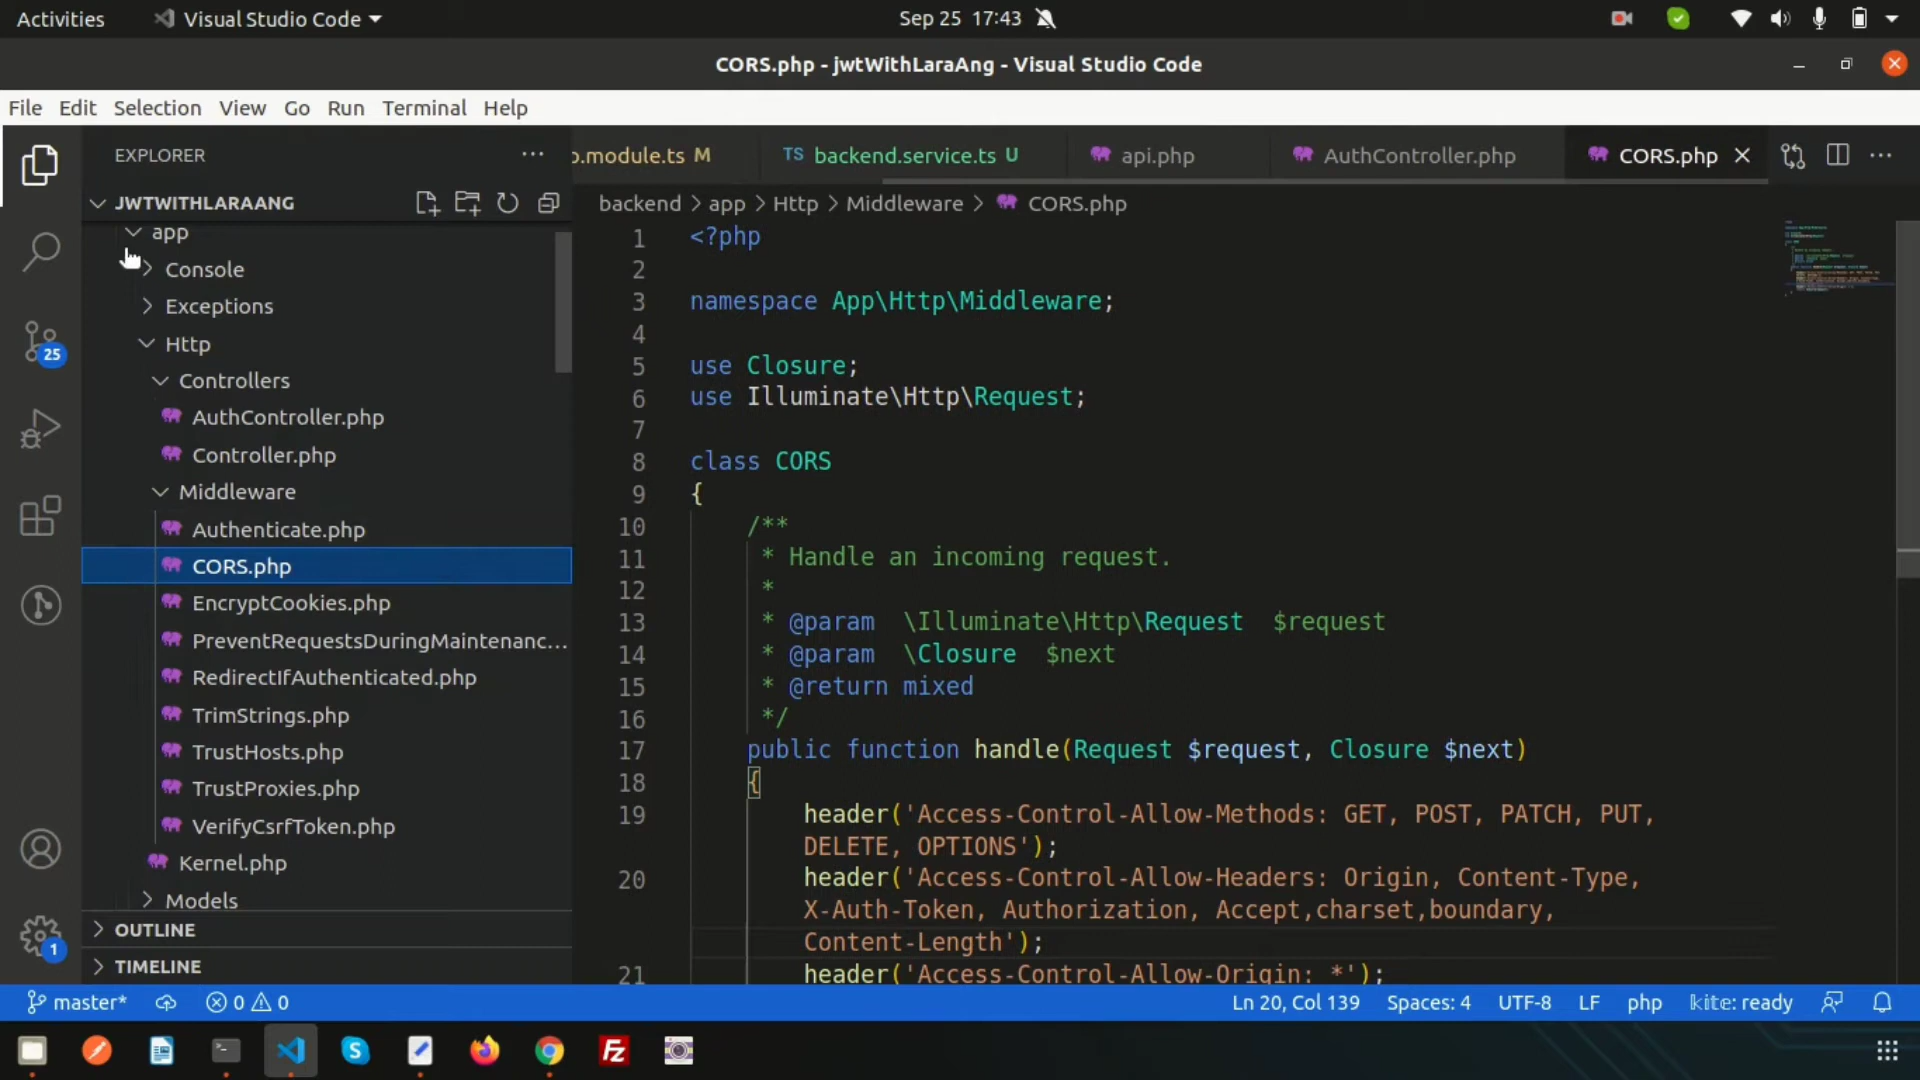 Activities
Visual Studio Code
Sep 25 17:43
CORS.php - jwtWithLaraAng - Visual Studio Code
File Edit Selection View Go Run Terminal Help
EXPLORER
JWTWITHLARAANG
app
Console
Exceptions
Http
Controllers
AuthController.php
Controller.php
Middleware
Authenticate.php
CORS.php
EncryptCookies.php
PreventRequestsDuringMaintenanc...
RedirectIfAuthenticated.php
TrimStrings.php
TrustHosts.php
TrustProxies.php
VerifyCsrfToken.php
Kernel.php
Models
OUTLINE
TIMELINE
25
1
.module.ts M
TS backend.service.ts U
api.php
AuthController.php
CORS.php
backend > app > Http > Middleware > CORS.php
1 <?php
2
3 namespace App\Http\Middleware;
4
5 use Closure;
6 use Illuminate\Http\Request;
7
8 class CORS
9 {
10 /**
11 * Handle an incoming request.
12 *
13 * @param \Illuminate\Http\Request $request
14 * @param \Closure $next
15 * @return mixed
16 */
17 public function handle(Request $request, Closure $next)
18 {
19 header('Access-Control-Allow-Methods: GET, POST, PATCH, PUT,
DELETE, OPTIONS');
20 header('Access-Control-Allow-Headers: Origin, Content-Type,
X-Auth-Token, Authorization, Accept,charset,boundary,
Content-Length');
21 header('Access-Control-Allow-Origin: *');
master* 0 0
Ln 20, Col 139 Spaces: 4 UTF-8 LF php kite: ready